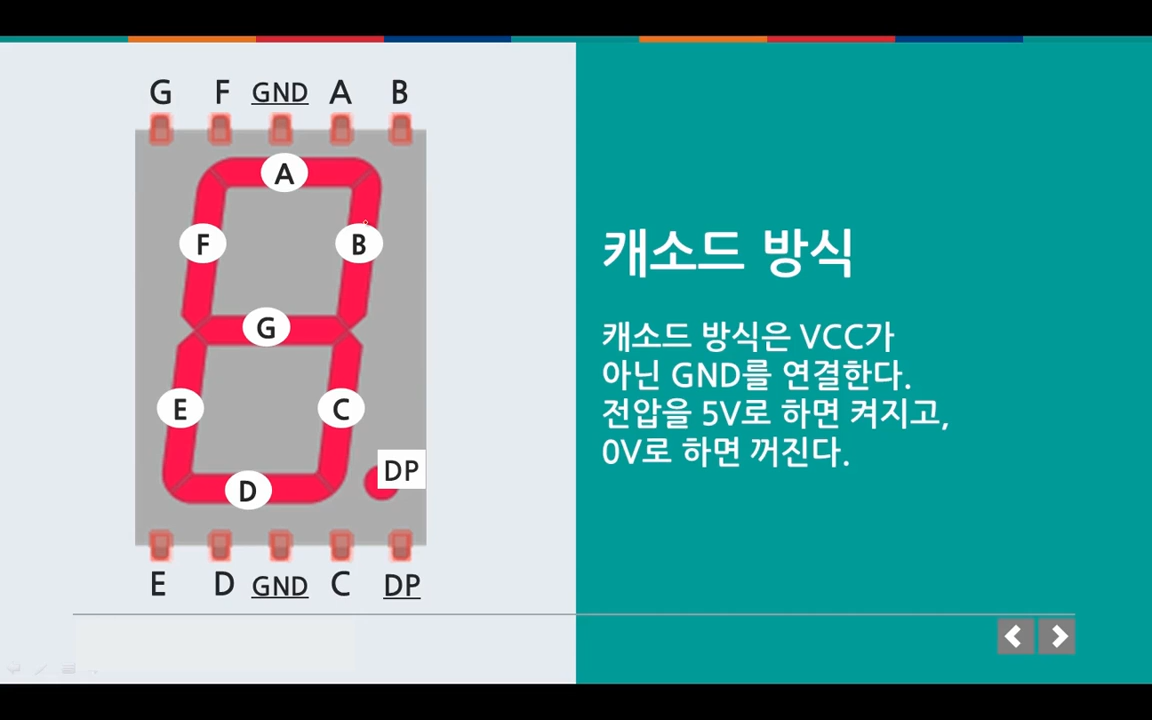 G F GND A B
A
F B
G
E C
DP
D
E D GND C DP
캐소드 방식
캐소드 방식은 VCC가
아닌 GND를 연결한다.
전압을 5V로 하면 켜지고,
0V로 하면 꺼진다.